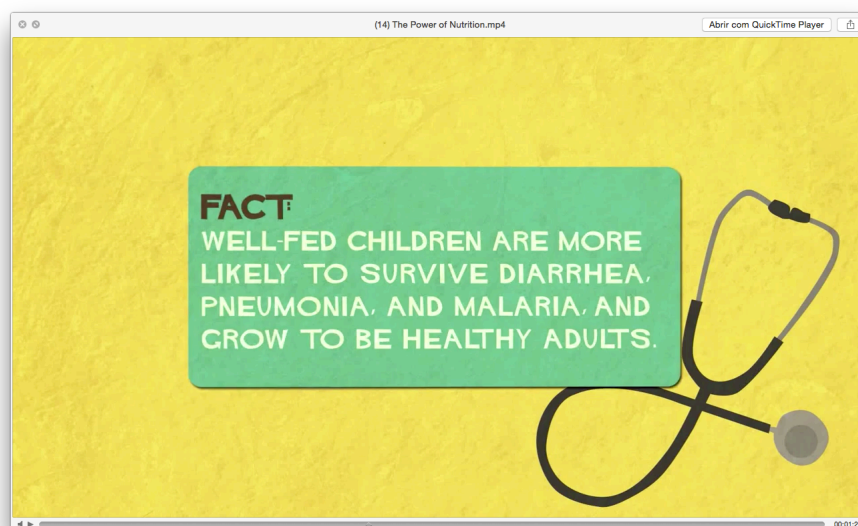 (14) The Power of Nutrition.mp4
Abrir com QuickTime Player
FACT:
WELL-FED CHILDREN ARE MORE
LIKELY TO SURVIVE DIARRHEA,
PNEUMONIA, AND MALARIA, AND
GROW TO BE HEALTHY ADULTS.